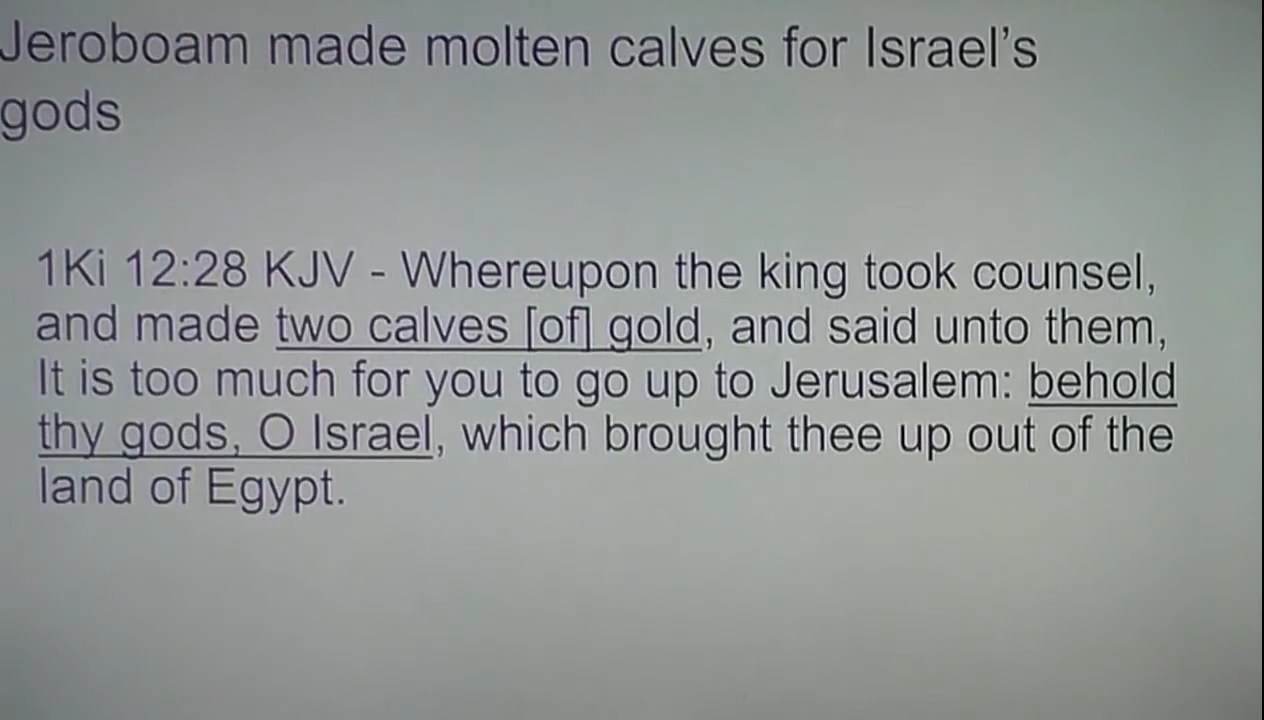 Jeroboam made molten calves for Israel’s
gods
1Ki 12:28 KJV - Whereupon the king took counsel,
and made two calves [of] gold, and said unto them,
It is too much for you to go up to Jerusalem: behold
thy gods, O Israel, which brought thee up out of the
land of Egypt.